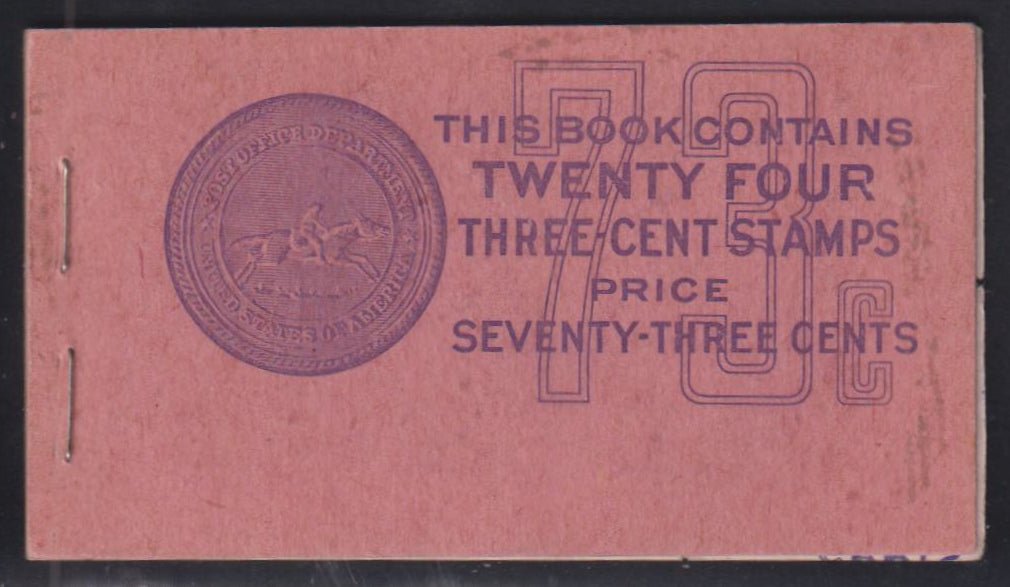 POST OFFICE DEPARTMENT
UNITED STATES OF AMERICA
73c
THIS BOOK CONTAINS
TWENTY FOUR
THREE-CENT STAMPS
PRICE
SEVENTY-THREE CENTS